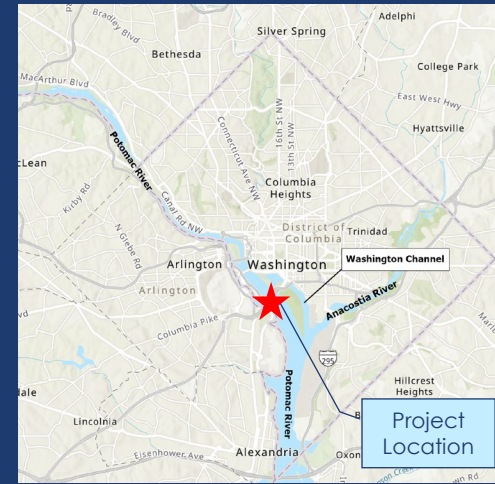 Bradley Blvd
Silver Spring
Adelphi
Bethesda
College Park
MacArthur Blvd
East West Hwy
Connecticut Ave NW
16th St NW
13th St NW
Hyattsville
Potomac River
cLean
Kirby Rd
Canal Rd NW
Columbia
Heights
N Glebe Rd
District of
Columbia
Trinidad
Arlington
Washington
Washington Channel
Arlington
Anacostia River
Columbia Pike
295
Potomac River
Hillcrest
Heights
dale
Lincolnia
Project
Location
Eisenhower Ave
Alexandria
Oxon